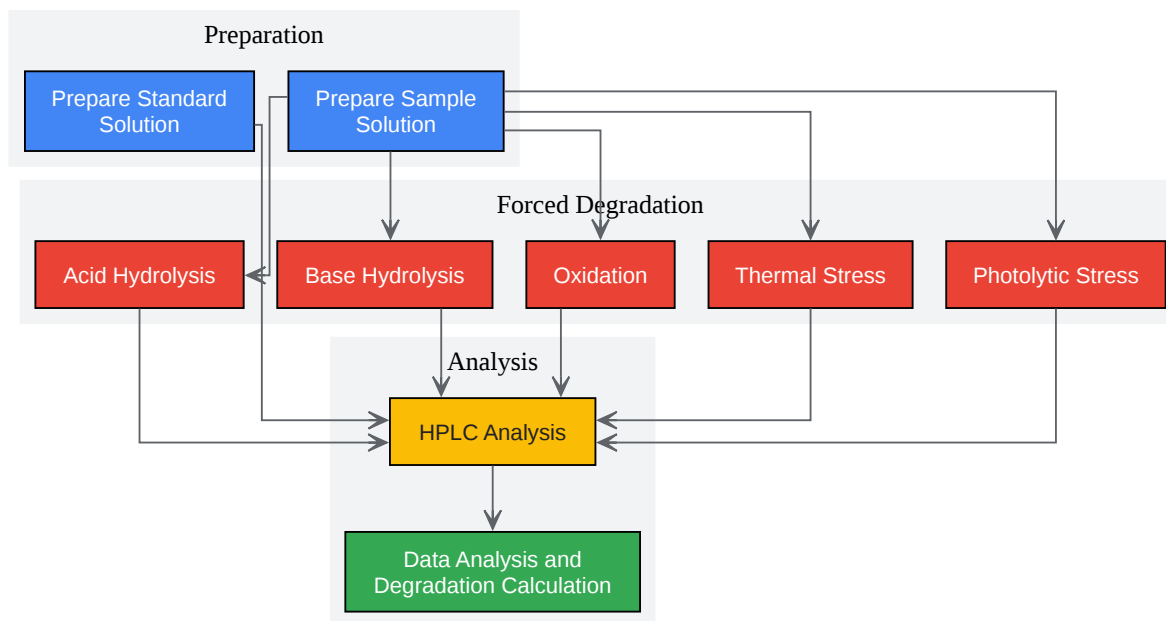 Preparation
Prepare Standard
Solution
Prepare Sample
Solution
Forced Degradation
Acid Hydrolysis
Base Hydrolysis
Oxidation
Thermal Stress
Photolytic Stress
Analysis
HPLC Analysis
Data Analysis and
Degradation Calculation